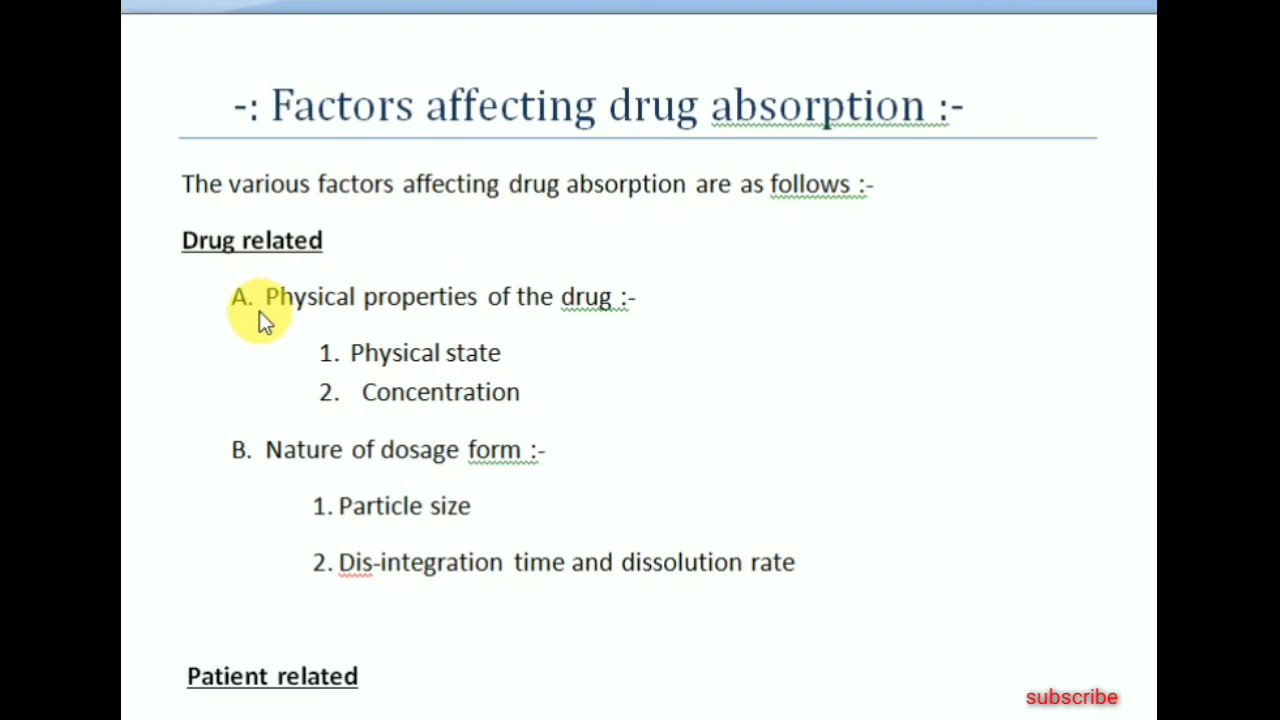 -: Factors affecting drug absorption :-
The various factors affecting drug absorption are as follows :-
Drug related
A. Physical properties of the drug :-
1. Physical state
2. Concentration
B. Nature of dosage form :-
1. Particle size
2. Dis-integration time and dissolution rate
Patient related
subscribe